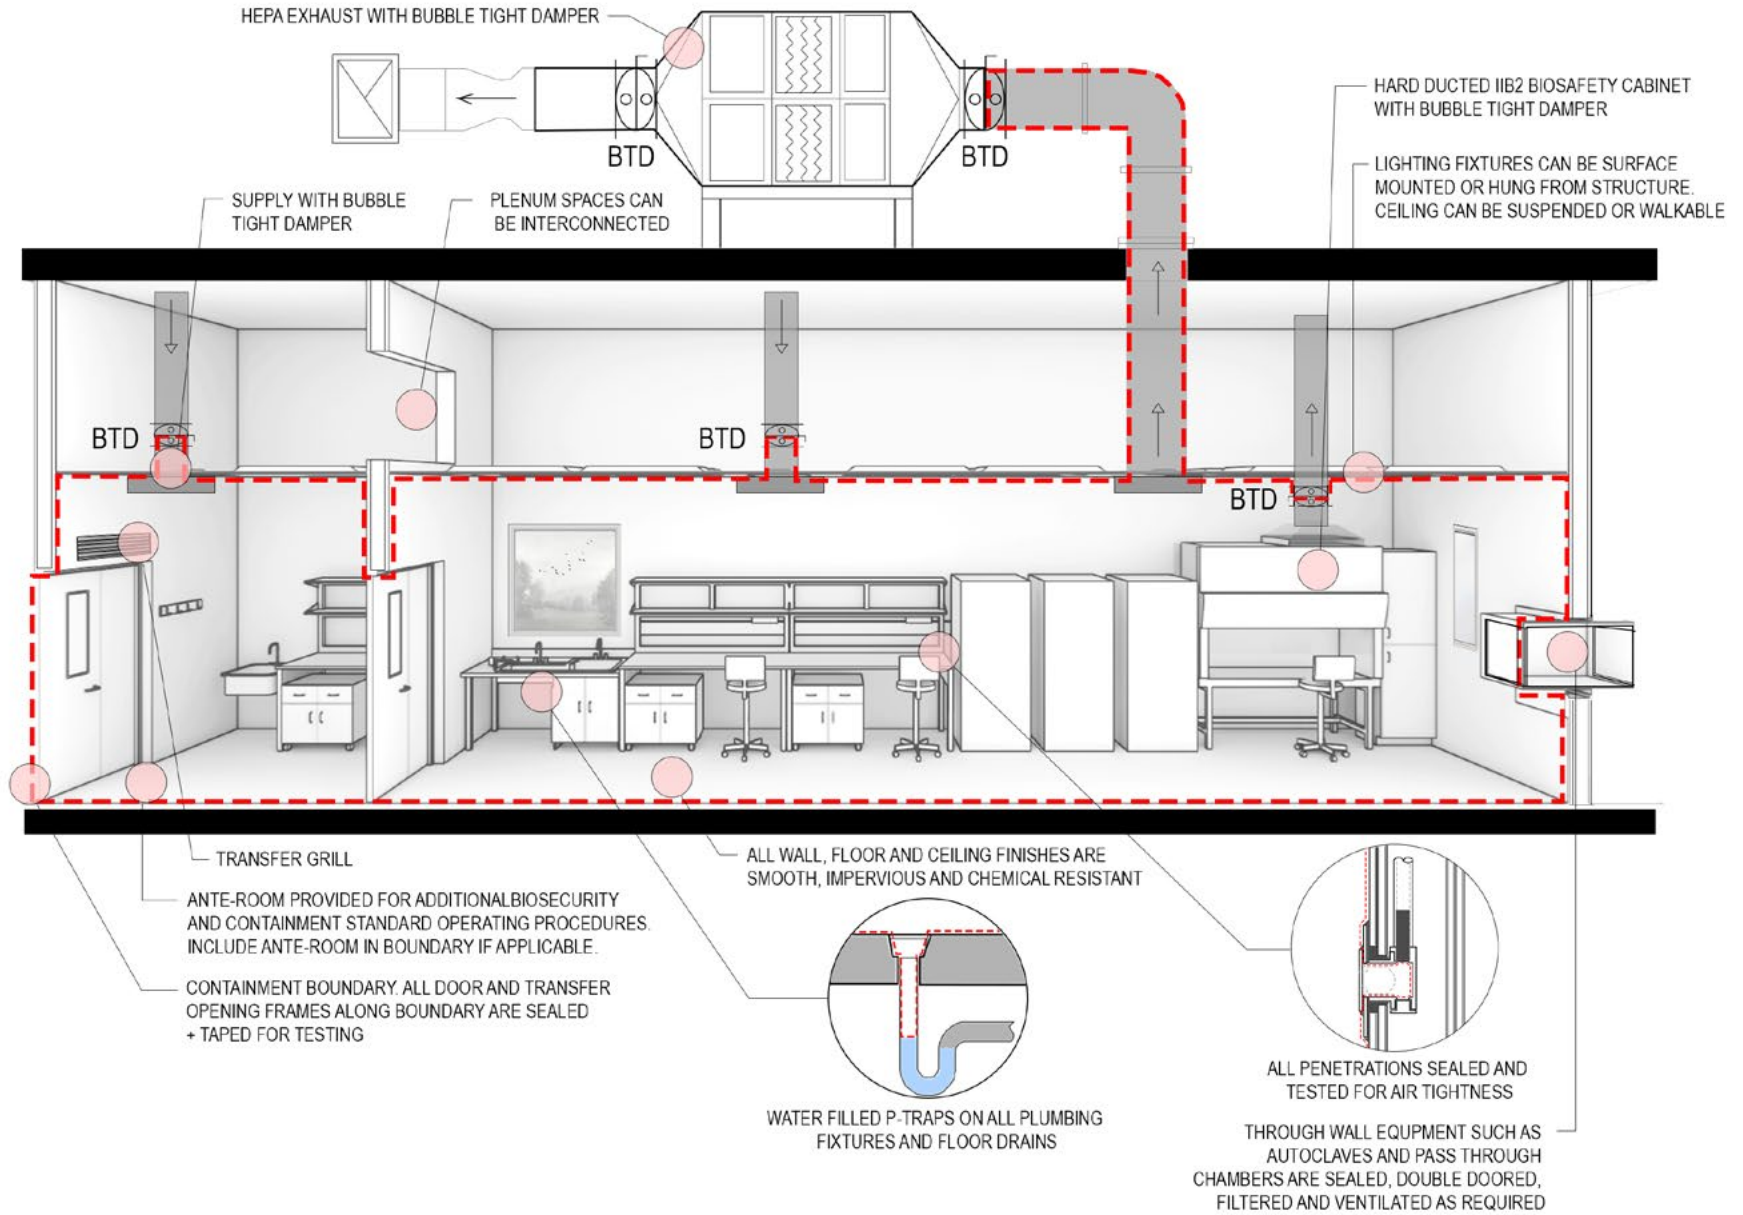 HEPA EXHAUST WITH BUBBLE TIGHT DAMPER
BTD
BTD
HARD DUCTED IIB2 BIOSAFETY CABINET
WITH BUBBLE TIGHT DAMPER
LIGHTING FIXTURES CAN BE SURFACE
MOUNTED OR HUNG FROM STRUCTURE.
CEILING CAN BE SUSPENDED OR WALKABLE
SUPPLY WITH BUBBLE
TIGHT DAMPER
PLENUM SPACES CAN
BE INTERCONNECTED
BTD
BTD
BTD
TRANSFER GRILL
ANTE-ROOM PROVIDED FOR ADDITIONALBIOSECURITY
AND CONTAINMENT STANDARD OPERATING PROCEDURES.
INCLUDE ANTE-ROOM IN BOUNDARY IF APPLICABLE.
CONTAINMENT BOUNDARY. ALL DOOR AND TRANSFER
OPENING FRAMES ALONG BOUNDARY ARE SEALED
+ TAPED FOR TESTING
ALL WALL, FLOOR AND CEILING FINISHES ARE
SMOOTH, IMPERVIOUS AND CHEMICAL RESISTANT
WATER FILLED P-TRAPS ON ALL PLUMBING
FIXTURES AND FLOOR DRAINS
ALL PENETRATIONS SEALED AND
TESTED FOR AIR TIGHTNESS
THROUGH WALL EQUPMENT SUCH AS
AUTOCLAVES AND PASS THROUGH
CHAMBERS ARE SEALED, DOUBLE DOORED,
FILTERED AND VENTILATED AS REQUIRED